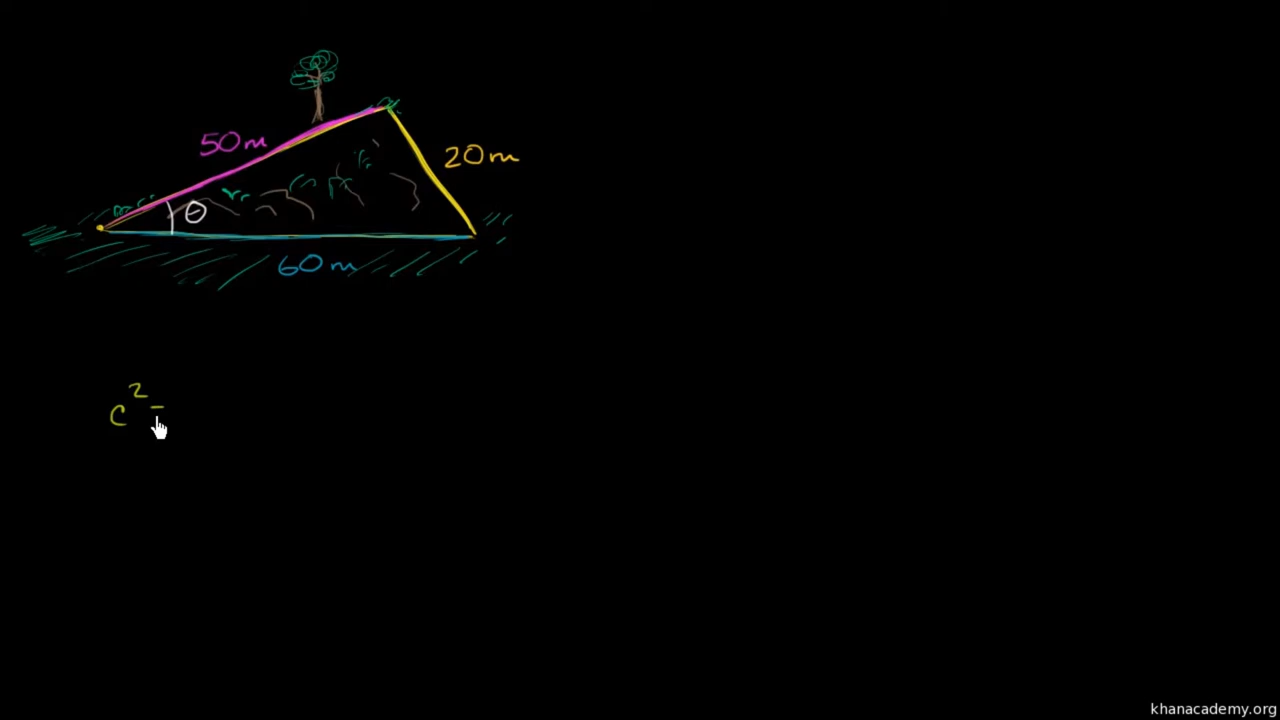 50m
20m
θ
60m
c² =
khanacademy.org